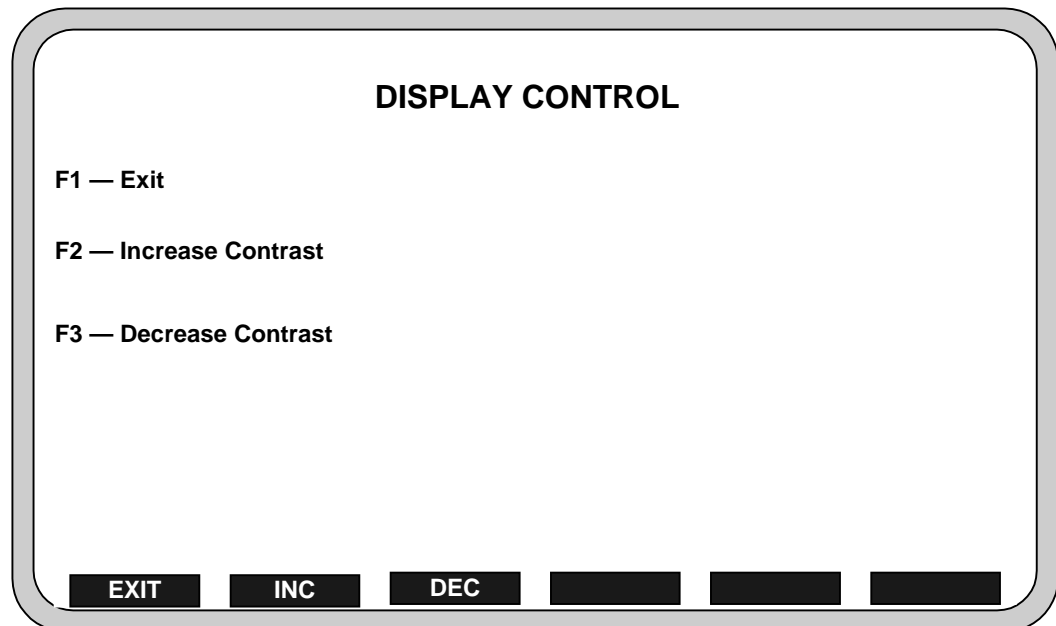 DISPLAY CONTROL
F1 — Exit
F2 — Increase Contrast
F3 — Decrease Contrast
EXIT INC DEC